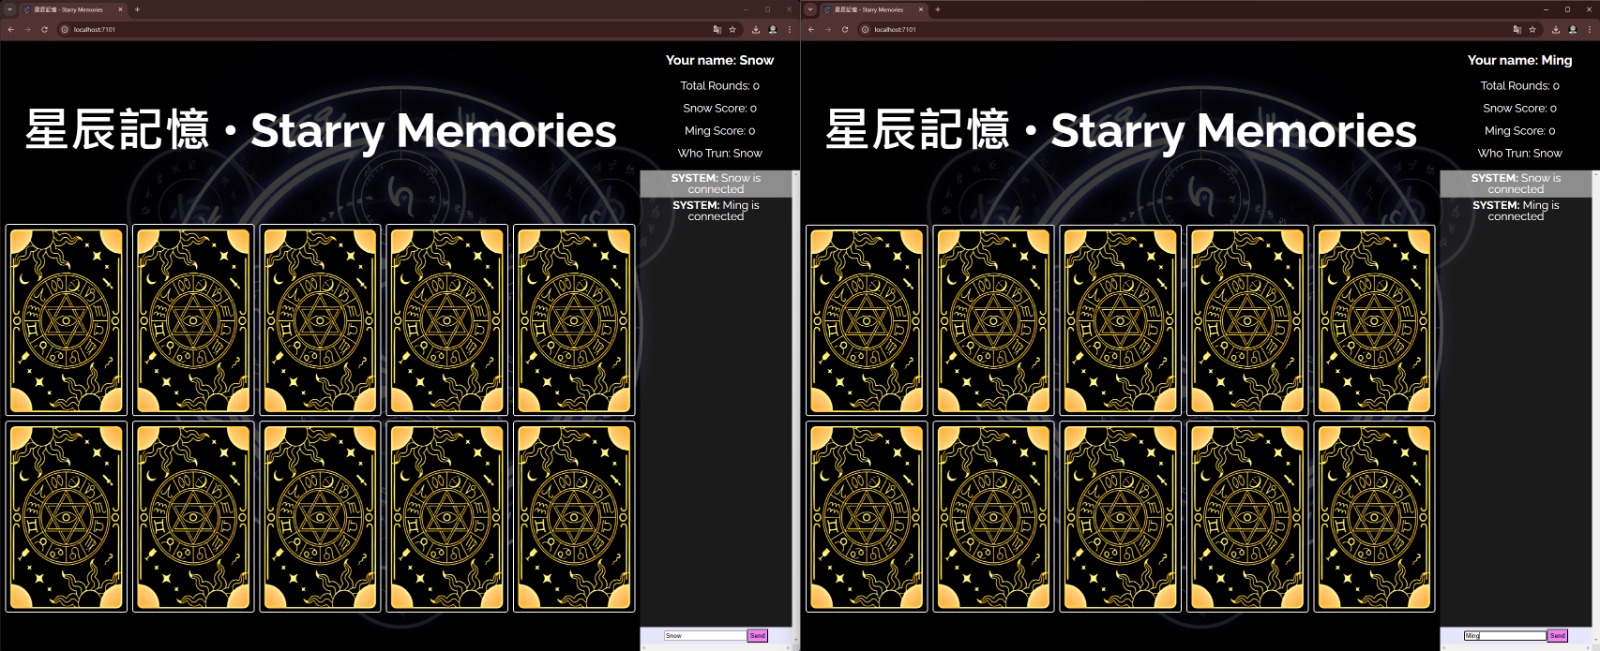 星辰記憶 - Starry Memories
localhost:7101
星辰記憶 • Starry Memories
Your name: Snow
Total Rounds: 0
Snow Score: 0
Ming Score: 0
Who Trun: Snow
SYSTEM: Snow is
connected
SYSTEM: Ming is
connected
Snow
Send
星辰記憶 - Starry Memories
localhost:7101
星辰記憶 • Starry Memories
Your name: Ming
Total Rounds: 0
Snow Score: 0
Ming Score: 0
Who Trun: Snow
SYSTEM: Snow is
connected
SYSTEM: Ming is
connected
Ming
Send